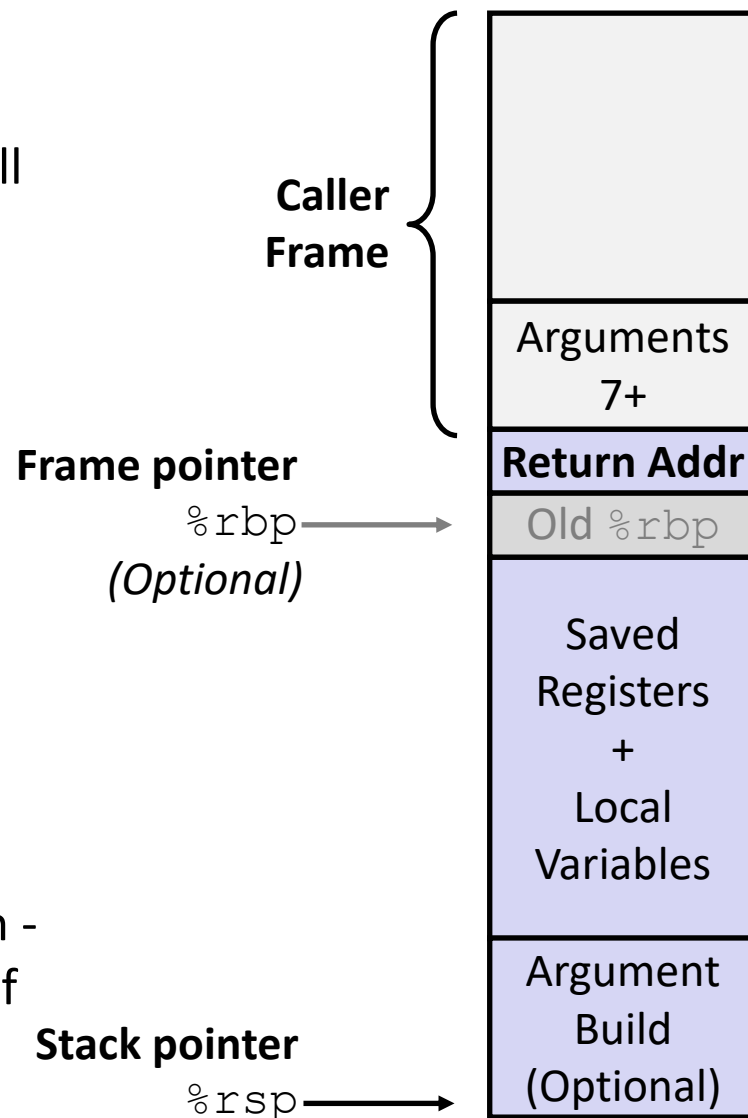 ll
Caller
Frame
Arguments
7+
Frame pointer
%rbp
(Optional)
Return Addr
Old %rbp
Saved
Registers
+
Local
Variables
n -
f
Stack pointer
%rsp
Argument
Build
(Optional)